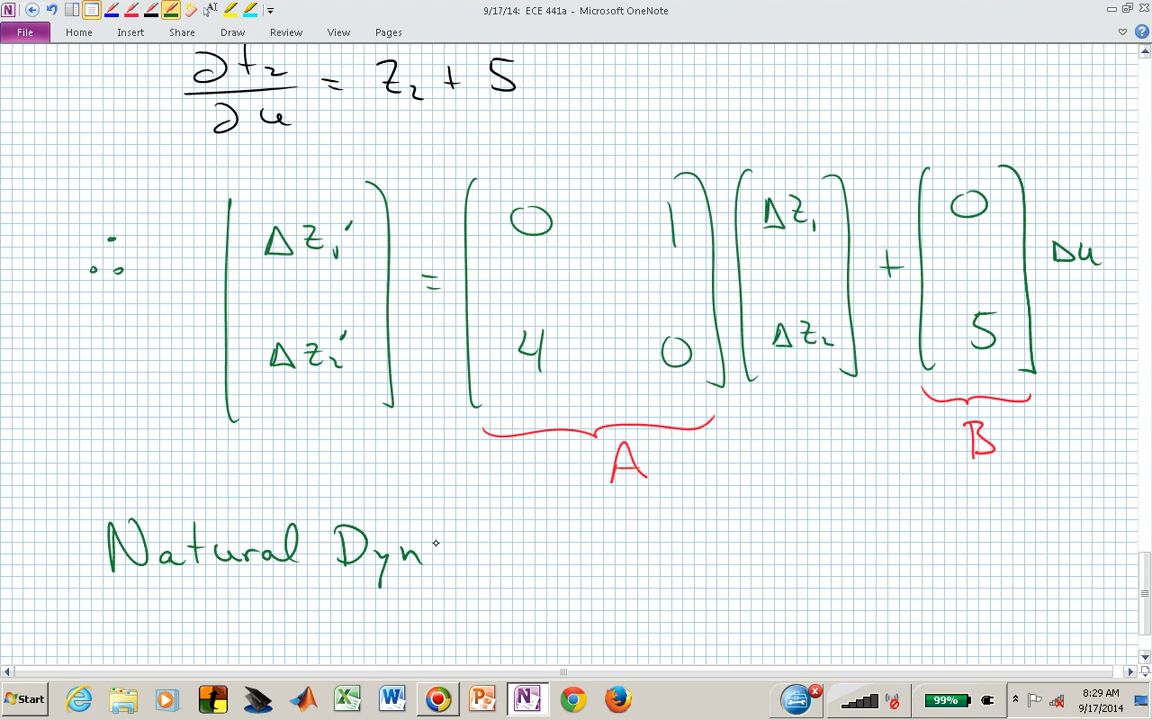 9/17/14: ECE 441a - Microsoft OneNote
File Home Insert Share Draw Review View Pages
∂f₂/∂u = z₂ + 5
∴ [Δz₁′ Δz₂′] = [0 1 4 0] [Δz₁ Δz₂] + [0 5] Δu
A B
Natural Dyn
Start 99% 8:29 AM
9/17/2014